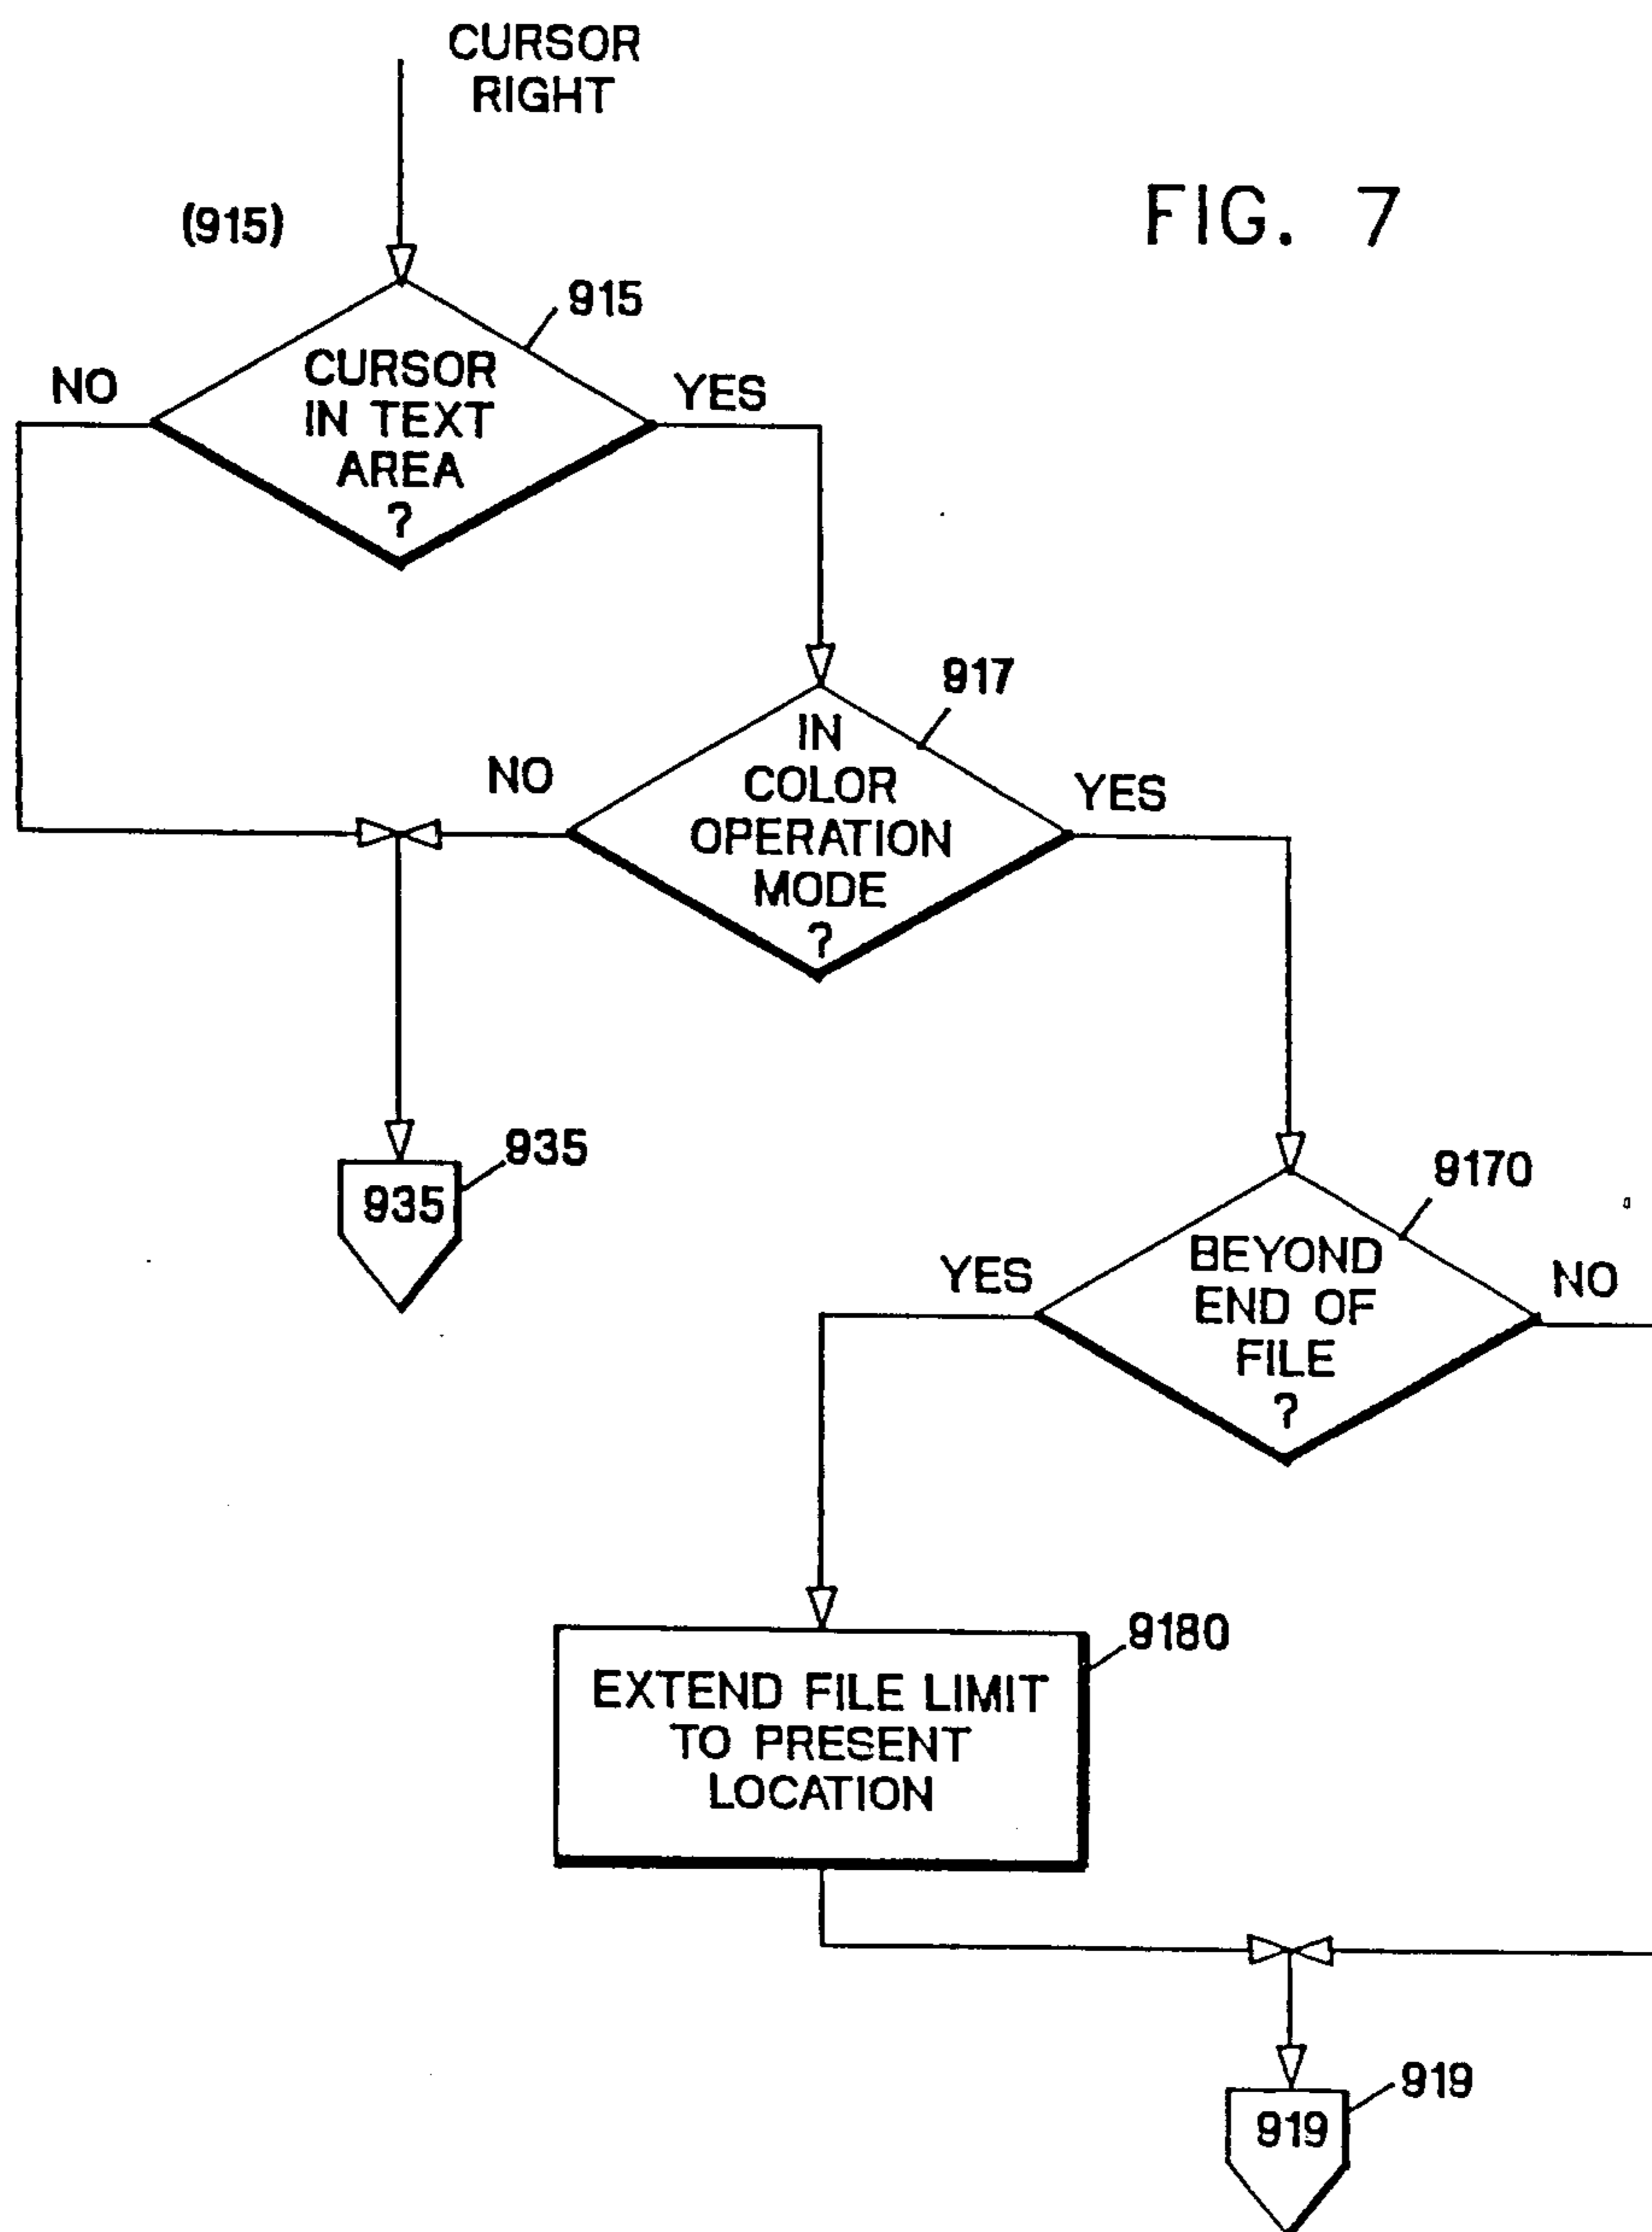 CURSOR
RIGHT
FIG. 7
(915)
915
NO
CURSOR
IN TEXT
AREA
?
YES
917
NO
IN
COLOR
OPERATION
MODE
?
YES
935
935
9170
YES
BEYOND
END OF
FILE
?
NO
9180
EXTEND FILE LIMIT
TO PRESENT
LOCATION
919
919